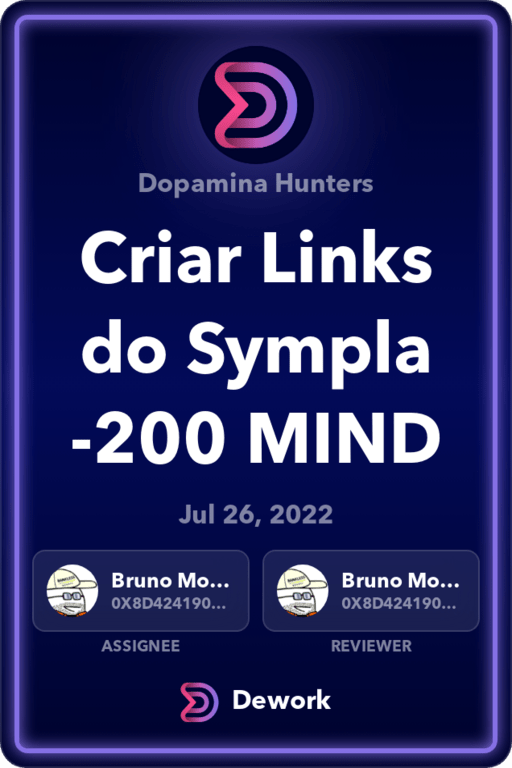 Dopamina Hunters
Criar Links
do Sympla
-200 MIND
Jul 26, 2022
Bruno Mo...
0X8D424190...
ASSIGNEE
Bruno Mo...
0X8D424190...
REVIEWER
Dework